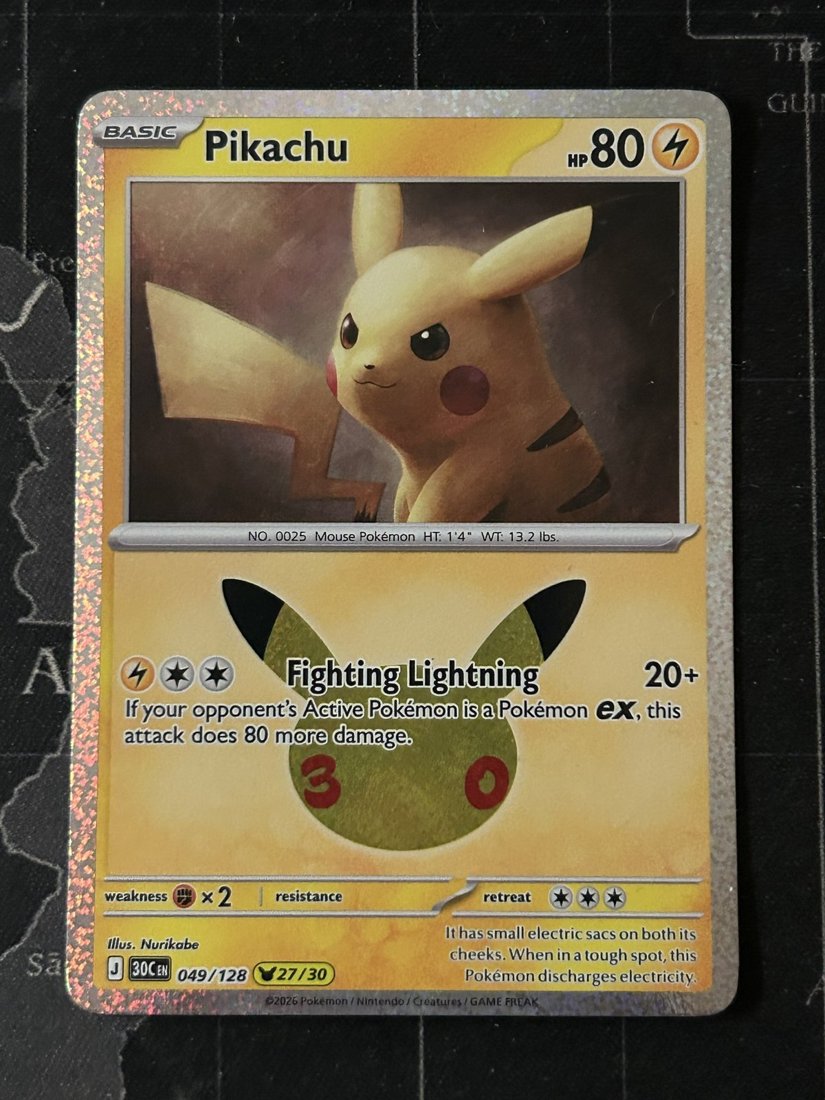 THE
GUI
BASIC
Pikachu
HP80
NO. 0025 Mouse Pokémon HT: 1'4" WT: 13.2 lbs.
Fighting Lightning 20+
If your opponent's Active Pokémon is a Pokémon ex, this
attack does 80 more damage.
3 0
weakness ×2 resistance retreat
It has small electric sacs on both its
cheeks. When in a tough spot, this
Pokémon discharges electricity.
Illus. Nurikabe
J 30C EN 049/128 27/30
©2026 Pokémon / Nintendo / Creatures / GAME FREAK